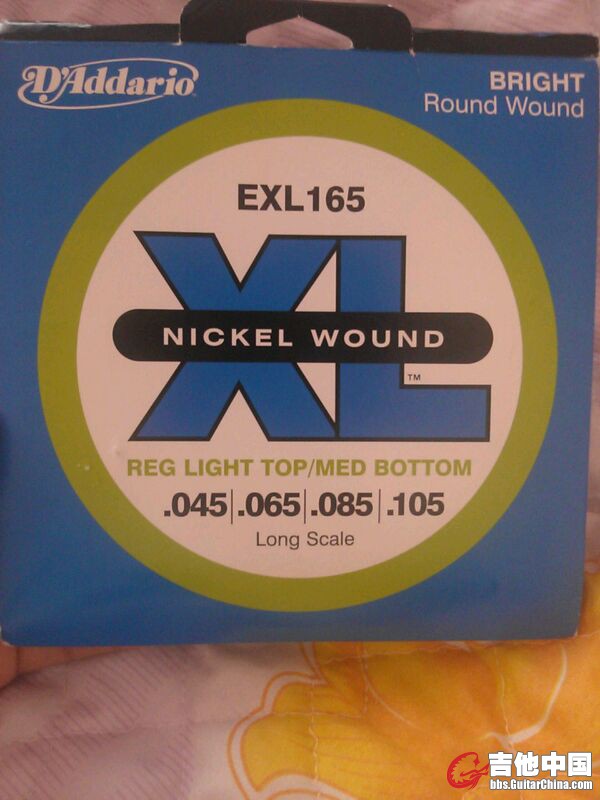 D'Addario
BRIGHT
Round Wound
EXL165
XL
NICKEL WOUND
™
REG LIGHT TOP/MED BOTTOM
.045|.065|.085|.105
Long Scale
吉他中国
bbs.GuitarChina.com